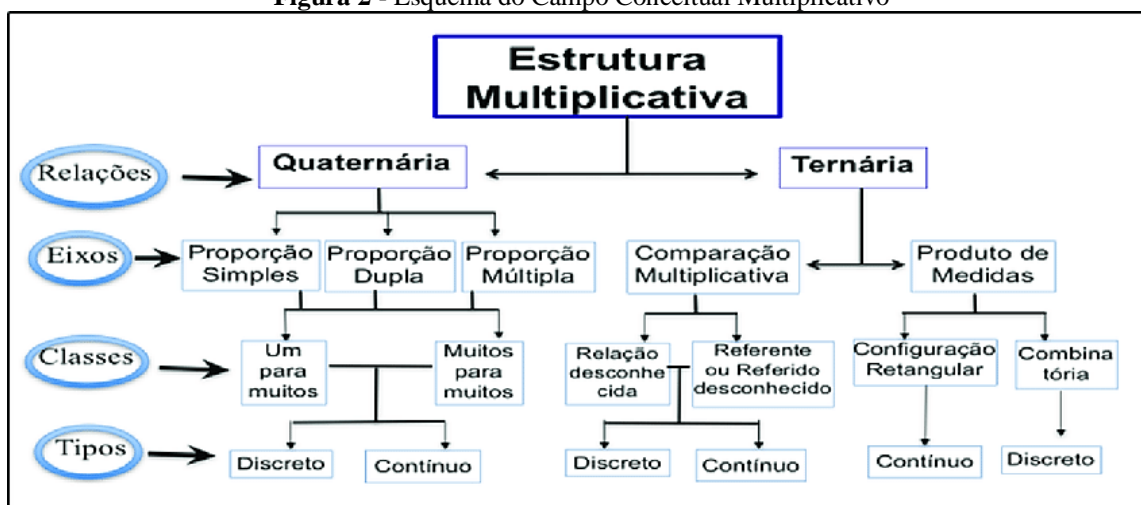 Figura 2 - Esquema do Campo Conceitual Multiplicativo
Estrutura
Multiplicativa
Relações
Quaternária
Ternária
Eixos
Proporção
Simples
Proporção
Dupla
Proporção
Múltipla
Comparação
Multiplicativa
Produto de
Medidas
Classes
Um
para
muitos
Muitos
para
muitos
Relação
desconhe
cida
Referente
ou Referido
desconhecido
Configuração
Retangular
Combina
tória
Tipos
Discreto
Contínuo
Discreto
Contínuo
Contínuo
Discreto